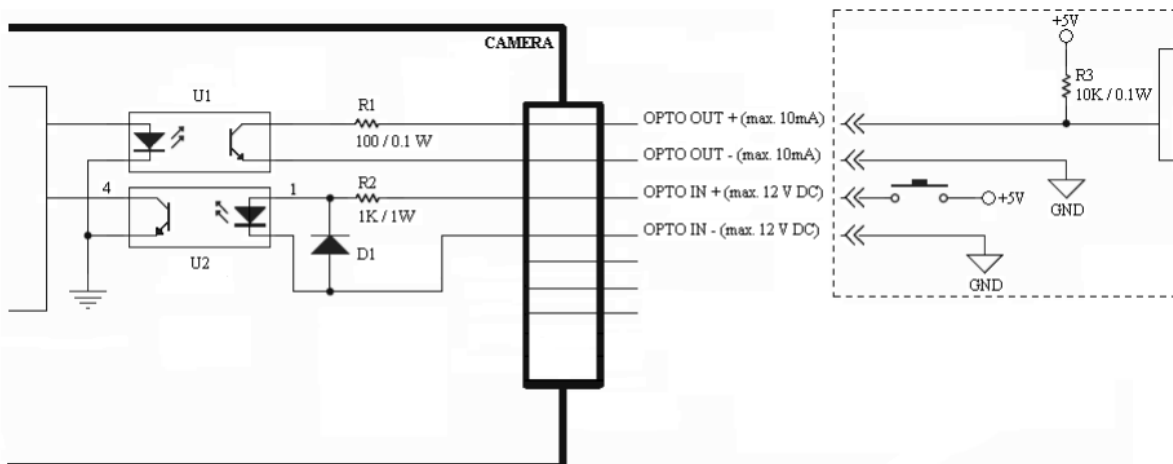 CAMERA
U1
R1
100 / 0.1 W
4
1
R2
1K / 1W
U2
D1
OPTO OUT + (max. 10mA)
OPTO OUT - (max. 10mA)
OPTO IN + (max. 12 V DC)
OPTO IN - (max. 12 V DC)
+5V
R3
10K / 0.1W
GND
+5V
GND